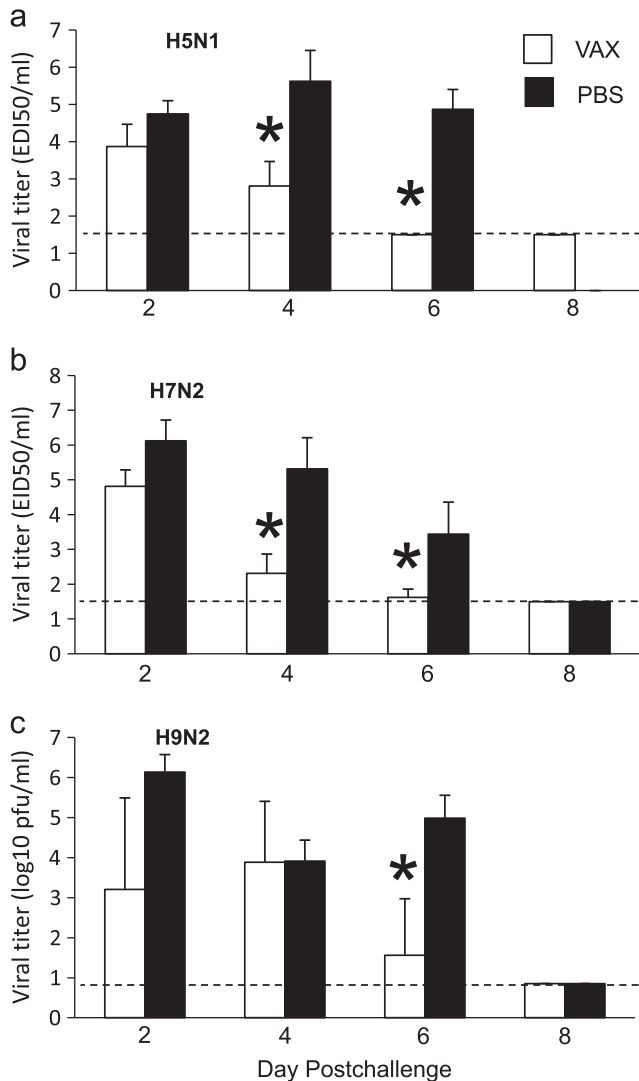 a
H5N1
VAX
PBS
Viral titer (EDI50/ml)
7
6
5
4
3
2
1
0
2 4 6 8
*
*
b
H7N2
Viral titer (EID50/ml)
8
7
6
5
4
3
2
1
0
2 4 6 8
*
*
c
H9N2
Viral titer (log10 pfu/ml)
7
6
5
4
3
2
1
0
2 4 6 8
*
Day Postchallenge